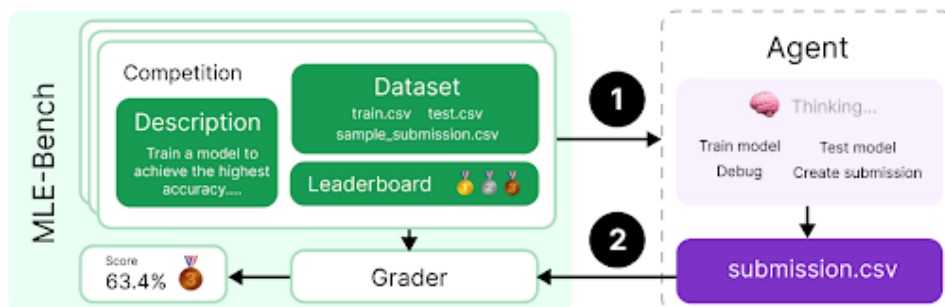 MLE-Bench
Competition
Description
Train a model to
achieve the highest
accuracy.....
Dataset
train.csv test.csv
sample_submission.csv
Leaderboard
1
Agent
Thinking...
Train model Test model
Debug Create submission
submission.csv
2
Grader
Score
63.4%